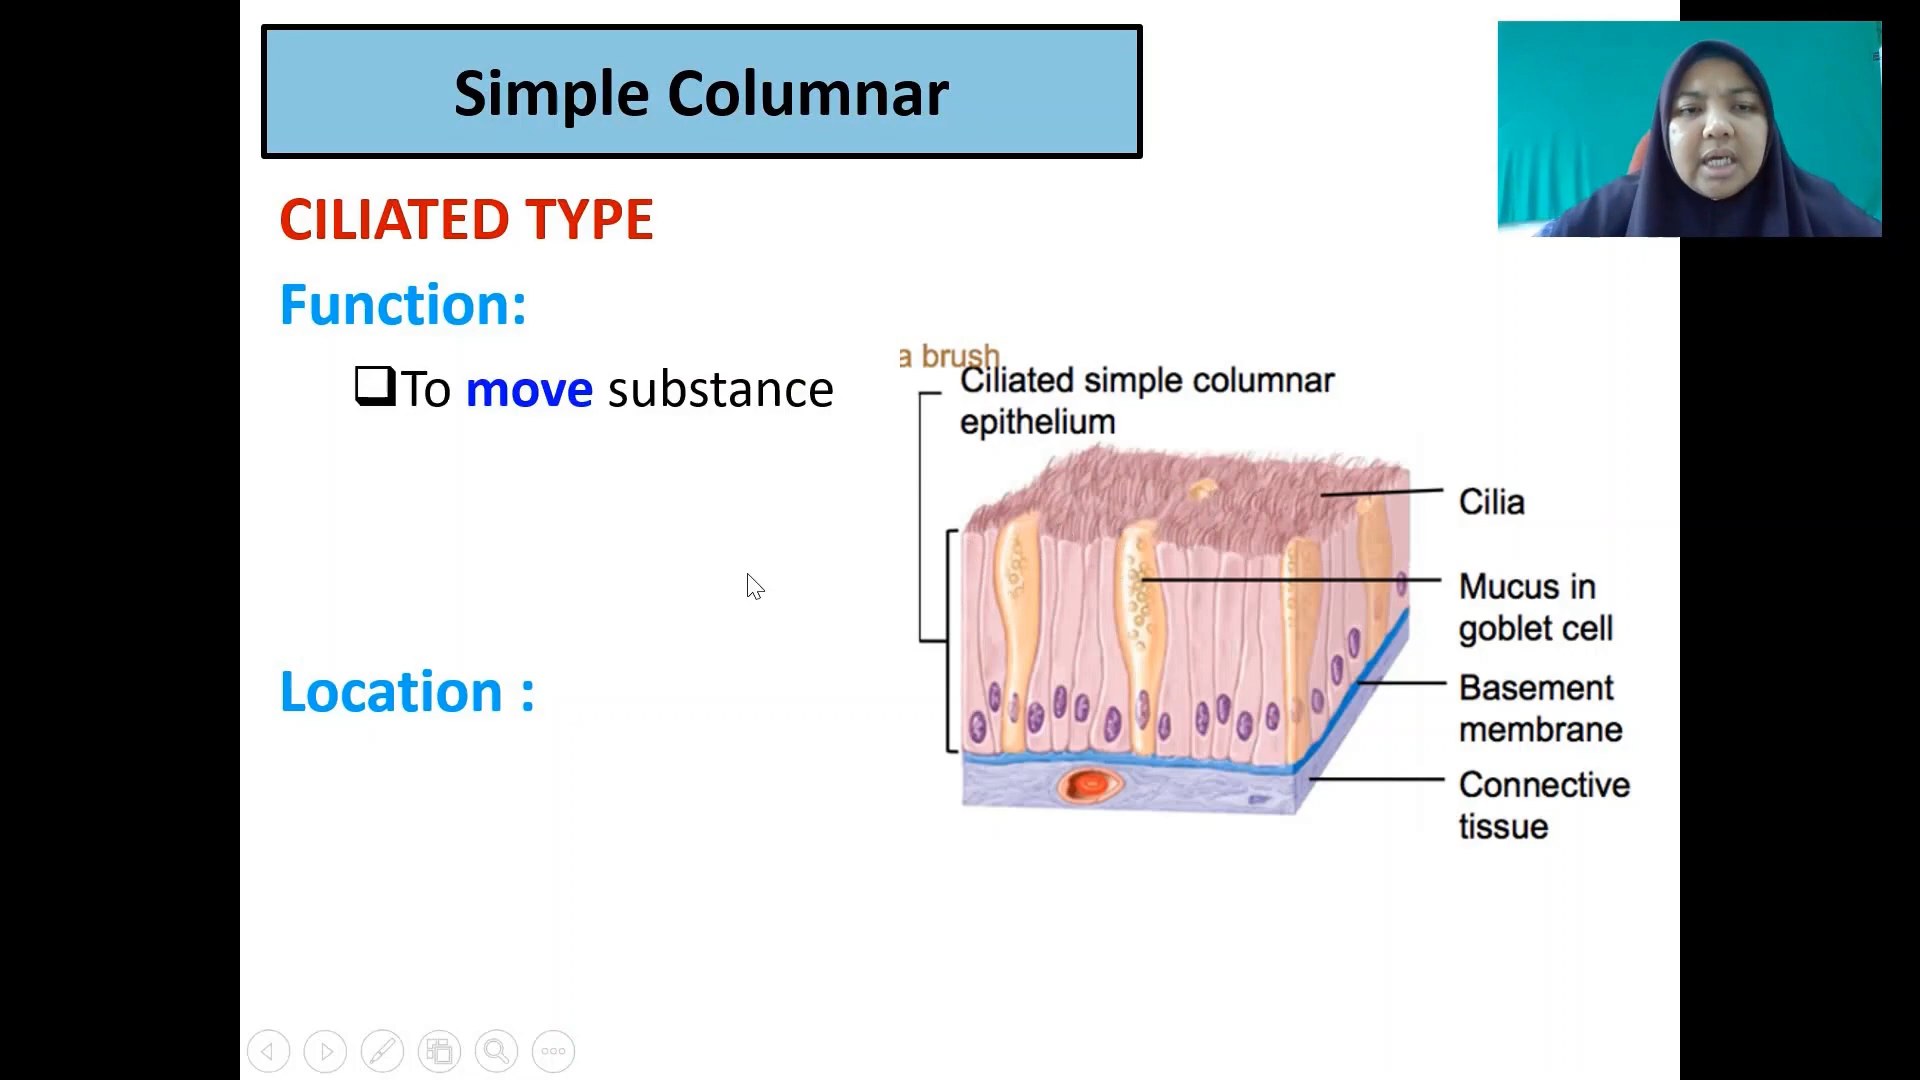 Simple Columnar
CILIATED TYPE
Function:
To move substance
a brush
Ciliated simple columnar
epithelium
Cilia
Mucus in
goblet cell
Basement
membrane
Connective
tissue
Location :